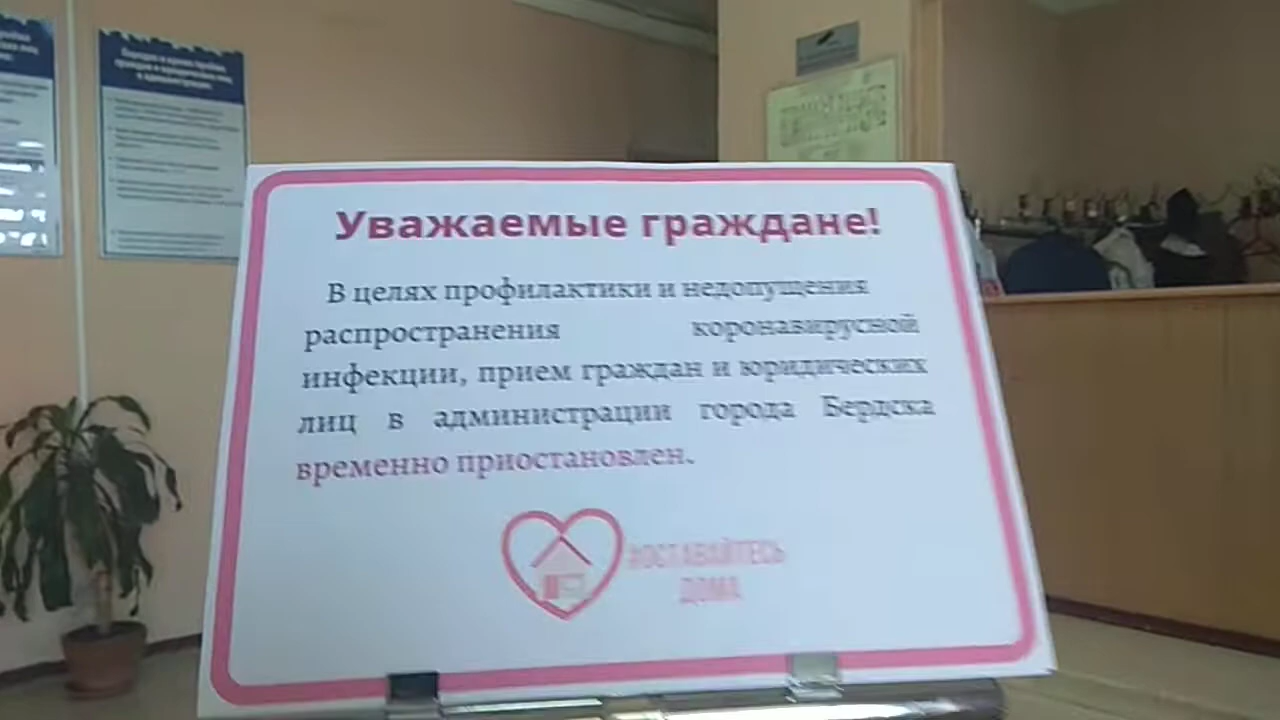 Уважаемые граждане!
В целях профилактики и недопущения
распространения коронавирусной
инфекции, прием граждан и юридических
лиц в администрации города Бердска
временно приостановлен.
#ОСТАВАЙТЕСЬ
ДОМА